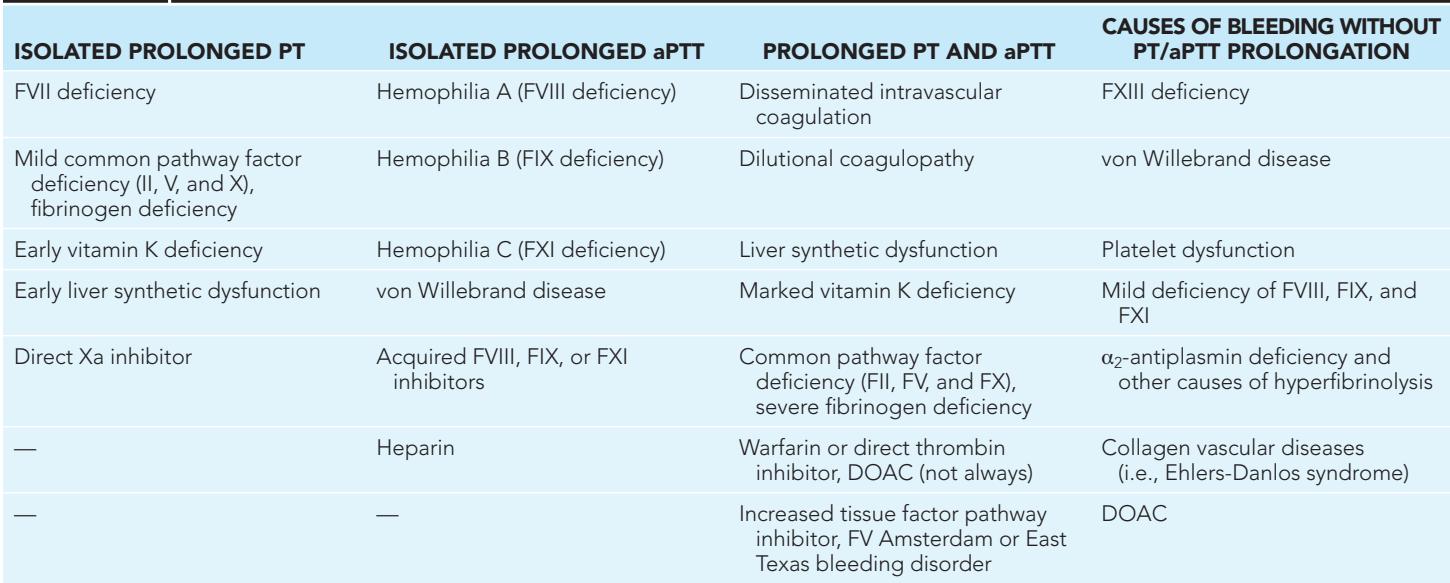 ISOLATED PROLONGED PT
ISOLATED PROLONGED aPTT
PROLONGED PT AND aPTT
CAUSES OF BLEEDING WITHOUT
PT/aPTT PROLONGATION
FVII deficiency
Hemophilia A (FVIII deficiency)
Disseminated intravascular
coagulation
FXIII deficiency
Mild common pathway factor
deficiency (II, V, and X),
fibrinogen deficiency
Hemophilia B (FIX deficiency)
Dilutional coagulopathy
von Willebrand disease
Early vitamin K deficiency
Hemophilia C (FXI deficiency)
Liver synthetic dysfunction
Platelet dysfunction
Early liver synthetic dysfunction
von Willebrand disease
Marked vitamin K deficiency
Mild deficiency of FVIII, FIX, and
FXI
Direct Xa inhibitor
Acquired FVIII, FIX, or FXI
inhibitors
Common pathway factor
deficiency (FII, FV, and FX),
severe fibrinogen deficiency
α₂-antiplasmin deficiency and
other causes of hyperfibrinolysis
—
Heparin
Warfarin or direct thrombin
inhibitor, DOAC (not always)
Collagen vascular diseases
(i.e., Ehlers-Danlos syndrome)
—
—
Increased tissue factor pathway
inhibitor, FV Amsterdam or East
Texas bleeding disorder
DOAC